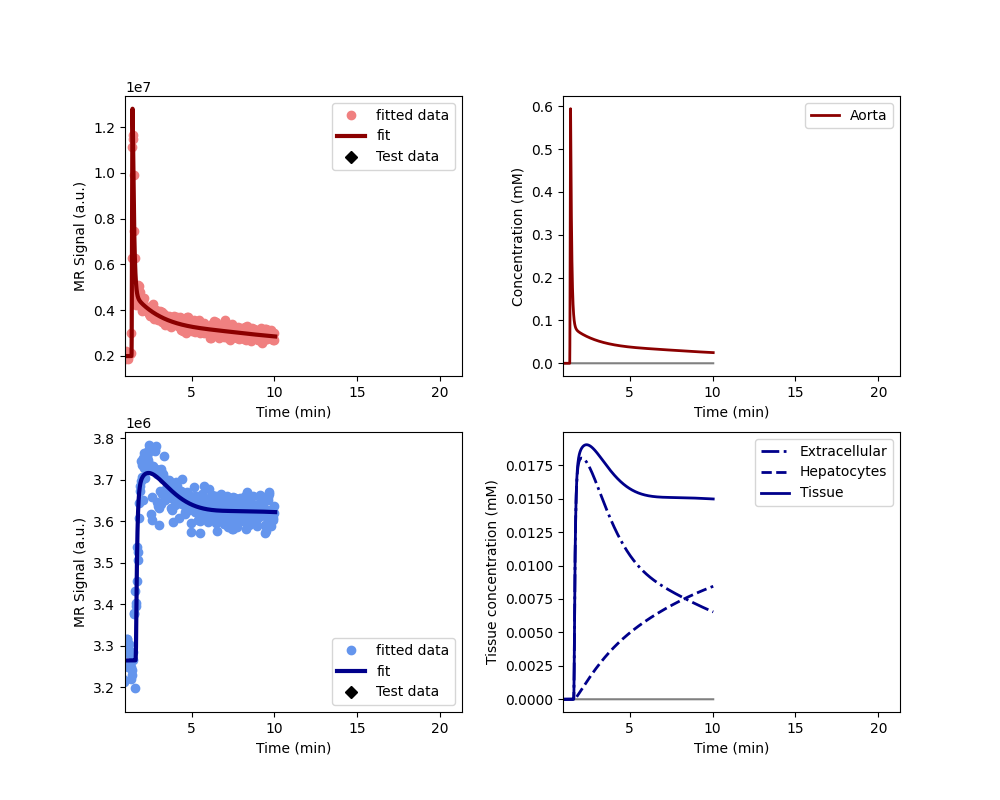 1e7
MR Signal (a.u.)
1.2
1.0
0.8
0.6
0.4
0.2
5
10
15
20
Time (min)
fitted data
fit
Test data
Concentration (mM)
0.6
0.5
0.4
0.3
0.2
0.1
0.0
5
10
15
20
Time (min)
Aorta
1e6
MR Signal (a.u.)
3.8
3.7
3.6
3.5
3.4
3.3
3.2
5
10
15
20
Time (min)
fitted data
fit
Test data
Tissue concentration (mM)
0.0175
0.0150
0.0125
0.0100
0.0075
0.0050
0.0025
0.0000
5
10
15
20
Time (min)
Extracellular
Hepatocytes
Tissue